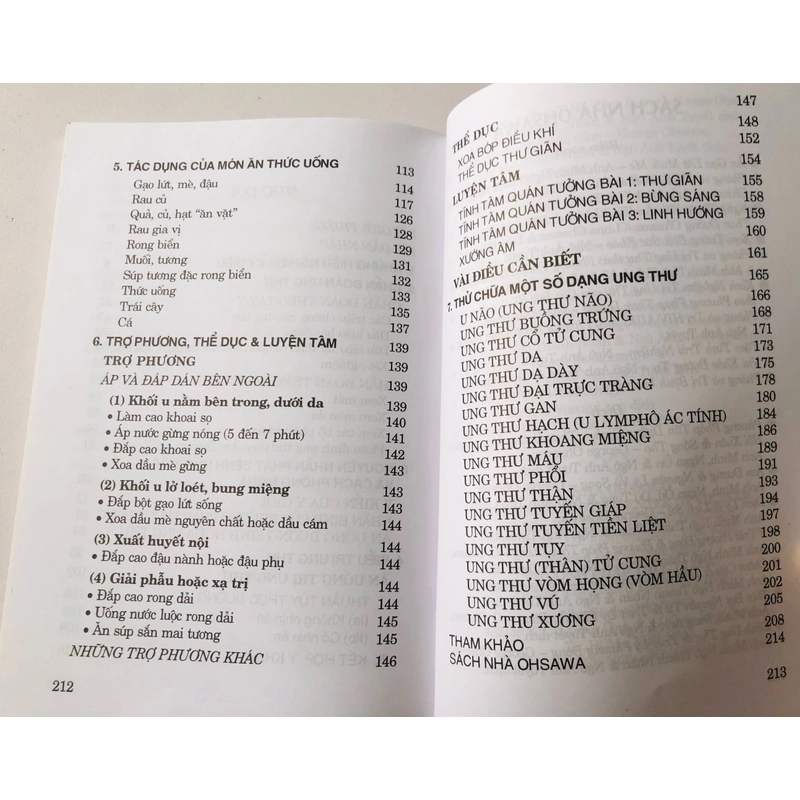 5. TÁC DỤNG CỦA MÓN ĂN THỨC UỐNG 113
Gạo lứt, mè, đậu 114
Rau củ 117
Quả, củ, hạt "ăn vặt" 126
Rau gia vị 128
Rong biển 129
Muối, tương 131
Súp tương đặc rong biển 132
Thức uống 133
Trái cây 135
Cá 137
6. TRỢ PHƯƠNG, THỂ DỤC & LUYỆN TÂM 139
TRỢ PHƯƠNG 139
ÁP VÀ ĐẮP DÁN BÊN NGOÀI
(1) Khối u nằm bên trong, dưới da 139
• Làm cao khoai sọ 140
• Áp nước gừng nóng (5 đến 7 phút) 141
• Đắp cao khoai sọ 142
• Xoa dầu mè gừng 143
(2) Khối u lở loét, bung miệng 143
• Đắp bột gạo lứt sống 143
• Xoa dầu mè nguyên chất hoặc dầu cám 144
(3) Xuất huyết nội 144
• Đắp cao đậu nành hoặc đậu phụ 144
(4) Giải phẫu hoặc xạ trị 144
• Đắp cao rong dải 144
• Uống nước luộc rong dải 145
• Ăn súp sắn mai tương 145
NHỮNG TRỢ PHƯƠNG KHÁC 146
212
THỂ DỤC 147
XOA BÓP ĐIỀU KHÍ 148
THỂ DỤC THƯ GIÃN 152
LUYỆN TÂM 154
TĨNH TÂM QUÁN TƯỞNG BÀI 1: THƯ GIÃN 155
TĨNH TÂM QUÁN TƯỞNG BÀI 2: BỪNG SÁNG 158
TĨNH TÂM QUÁN TƯỞNG BÀI 3: LINH HƯỚNG 159
XƯỚNG ÂM 160
VÀI ĐIỀU CẦN BIẾT 161
7. THỪ CHỮA MỘT SỐ DẠNG UNG THƯ 165
U NÃO (UNG THƯ NÃO) 166
UNG THƯ BUỒNG TRỨNG 168
UNG THƯ CỔ TỬ CUNG 171
UNG THƯ DA 173
UNG THƯ DẠ DÀY 175
UNG THƯ ĐẠI TRỰC TRÀNG 178
UNG THƯ GAN 180
UNG THƯ HẠCH (U LYMPHÔ ÁC TÍNH) 184
UNG THƯ KHOANG MIỆNG 186
UNG THƯ MÁU 191
UNG THƯ PHỔI 193
UNG THƯ THẬN 194
UNG THƯ TUYẾN GIÁP 197
UNG THƯ TUYẾN TIỀN LIỆT 198
UNG THƯ TỤY 200
UNG THƯ (THÂN) TỬ CUNG 201
UNG THƯ VÒM HỌNG (VÒM HẦU) 202
UNG THƯ VÚ 205
UNG THƯ XƯƠNG 208
THAM KHẢO 214
SÁCH NHÀ OHSAWA
213